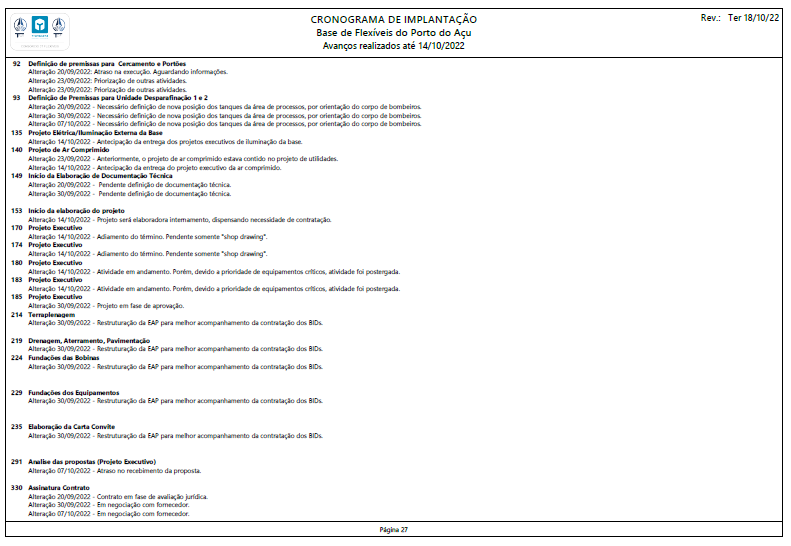 CRONOGRAMA DE IMPLANTAÇÃO
Rev.: Ter 18/10/22
Base de Flexíveis do Porto do Açu
Avanços realizados até 14/10/2022
92 Definição de premissas para Cercamento e Portões
Alteração 20/09/2022: Atraso na execução. Aguardando informações.
Alteração 23/09/2022: Priorização de outras atividades.
Alteração 23/09/2022: Priorização de outras atividades.
93 Definição de Premissas para Unidade Desparafinação 1 e 2
Alteração 20/09/2022 - Necessário definição de nova posição dos tanques da área de processos, por orientação do corpo de bombeiros.
Alteração 30/09/2022 - Necessário definição de nova posição dos tanques da área de processos, por orientação do corpo de bombeiros.
Alteração 07/10/2022 - Necessário definição de nova posição dos tanques da área de processos, por orientação do corpo de bombeiros.
135 Projeto Elétrica/Iluminação Externa da Base
Alteração 14/10/2022 - Antecipação da entrega dos projetos executivos de iluminação da base.
140 Projeto de Ar Comprimido
Alteração 23/09/2022 - Anteriormente, o projeto de ar comprimido estava contido no projeto de utilidades.
Alteração 14/10/2022 - Antecipação da entrega do projeto executivo da ar comprimido.
149 Início da Elaboração de Documentação Técnica
Alteração 20/09/2022 - Pendente definição de documentação técnica.
Alteração 30/09/2022 - Pendente definição de documentação técnica.
153 Início da elaboração do projeto
Alteração 14/10/2022 - Projeto será elaboradora internamento, dispensando necessidade de contratação.
170 Projeto Executivo
Alteração 14/10/2022 - Adiamento do término. Pendente somente "shop drawing".
174 Projeto Executivo
Alteração 14/10/2022 - Adiamento do término. Pendente somente "shop drawing".
180 Projeto Executivo
Alteração 14/10/2022 - Atividade em andamento. Porém, devido a prioridade de equipamentos críticos, atividade foi postergada.
183 Projeto Executivo
Alteração 14/10/2022 - Atividade em andamento. Porém, devido a prioridade de equipamentos críticos, atividade foi postergada.
185 Projeto Executivo
Alteração 30/09/2022 - Projeto em fase de aprovação.
214 Terraplenagem
Alteração 30/09/2022 - Restruturação da EAP para melhor acompanhamento da contratação dos BIDs.
219 Drenagem, Aterramento, Pavimentação
Alteração 30/09/2022 - Restruturação da EAP para melhor acompanhamento da contratação dos BIDs.
224 Fundações das Bobinas
Alteração 30/09/2022 - Restruturação da EAP para melhor acompanhamento da contratação dos BIDs.
229 Fundações dos Equipamentos
Alteração 30/09/2022 - Restruturação da EAP para melhor acompanhamento da contratação dos BIDs.
235 Elaboração da Carta Convite
Alteração 30/09/2022 - Restruturação da EAP para melhor acompanhamento da contratação dos BIDs.
291 Analise das propostas (Projeto Executivo)
Alteração 07/10/2022 - Atraso no recebimento da proposta.
330 Assinatura Contrato
Alteração 20/09/2022 - Contrato em fase de avaliação jurídica.
Alteração 30/09/2022 - Em negociação com fornecedor.
Alteração 07/10/2022 - Em negociação com fornecedor.
Página 27